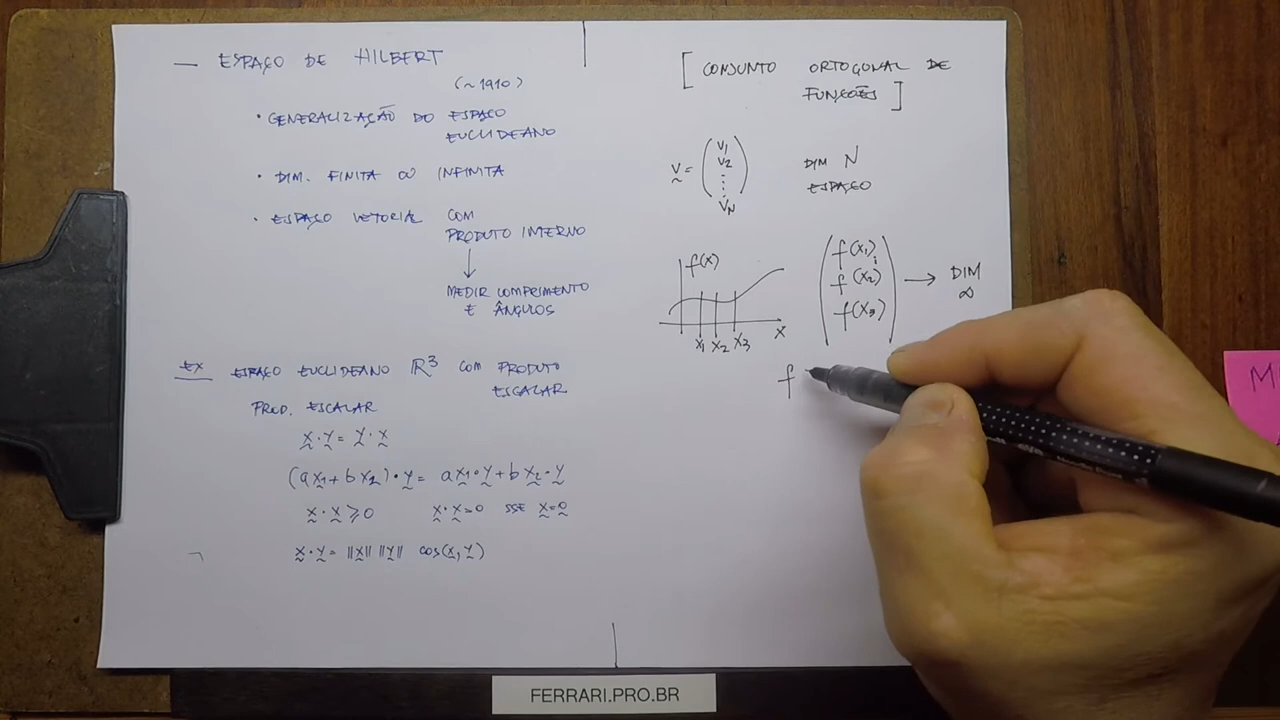 — ESPAÇO DE HILBERT
(~1910)
• GENERALIZAÇÃO DO ESPAÇO
EUCLIDEANO
• DIM. FINITA OU INFINITA
• ESPAÇO VETORIAL COM
PRODUTO INTERNO
↓
MEDIR COMPRIMENTO
E ÂNGULOS
EX ESPAÇO EUCLIDEANO ℝ³ COM PRODUTO
ESCALAR
PROD. ESCALAR
x · y = y · x
(a x₁ + b x₂) · y = a x₁ · y + b x₂ · y
x · x ⩾ 0 x · x = 0 SSE x = 0
x · y = ||x|| ||y|| cos(x, y)
[CONJUNTO ORTOGONAL DE
FUNÇÕES]
v = (v₁ v₂ ⋮ v_N) DIM N
ESPAÇO
f(x)
x₁ x₂ x₃ x
(f(x₁) f(x₂) f(x₃)) → DIM
∞
f
M
FERRARI.PRO.BR